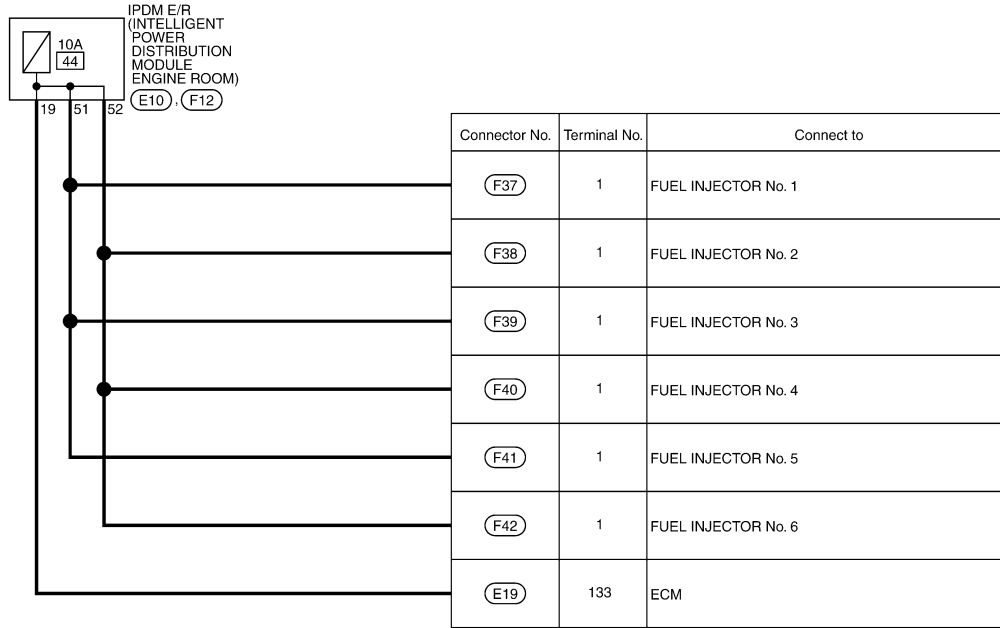 IPDM E/R
(INTELLIGENT
POWER
DISTRIBUTION
MODULE
ENGINE ROOM)
E10 , F12
10A
44
19 51 52
Connector No. Terminal No. Connect to
F37 1 FUEL INJECTOR No. 1
F38 1 FUEL INJECTOR No. 2
F39 1 FUEL INJECTOR No. 3
F40 1 FUEL INJECTOR No. 4
F41 1 FUEL INJECTOR No. 5
F42 1 FUEL INJECTOR No. 6
E19 133 ECM